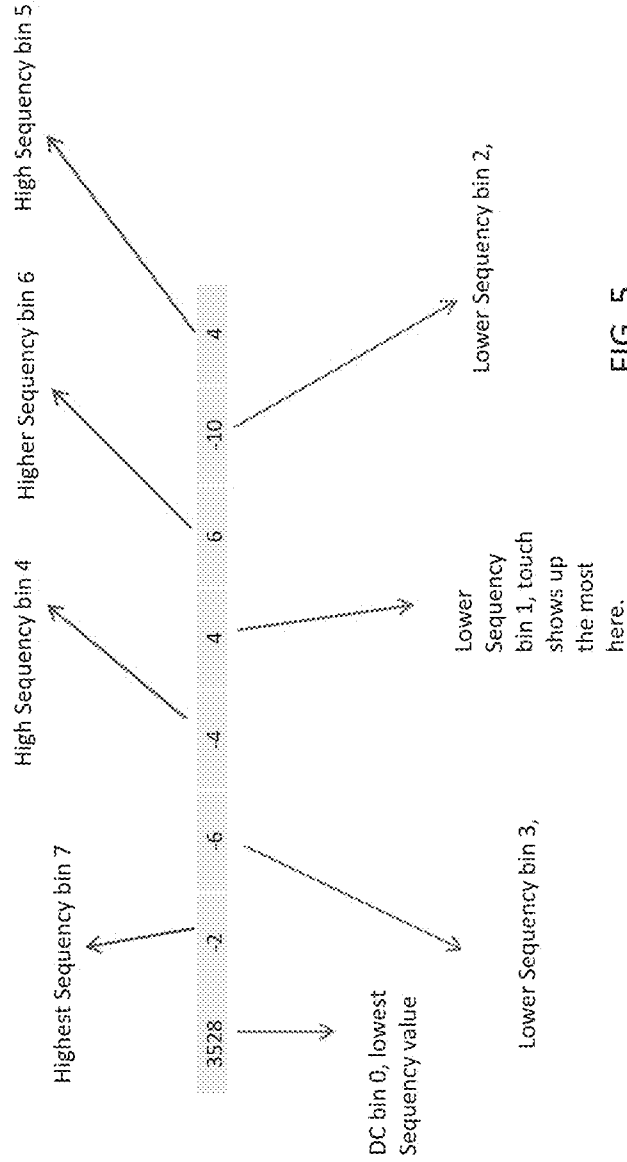 Highest Sequency bin 7
High Sequency bin 4
Higher Sequency bin 6
High Sequency bin 5
3528 -2 -6 -4 4 6 -10 4
DC bin 0, lowest
Sequency value
Lower Sequency bin 3,
Lower
Sequency
bin 1, touch
shows up
the most
here.
Lower Sequency bin 2,
FIG. 5